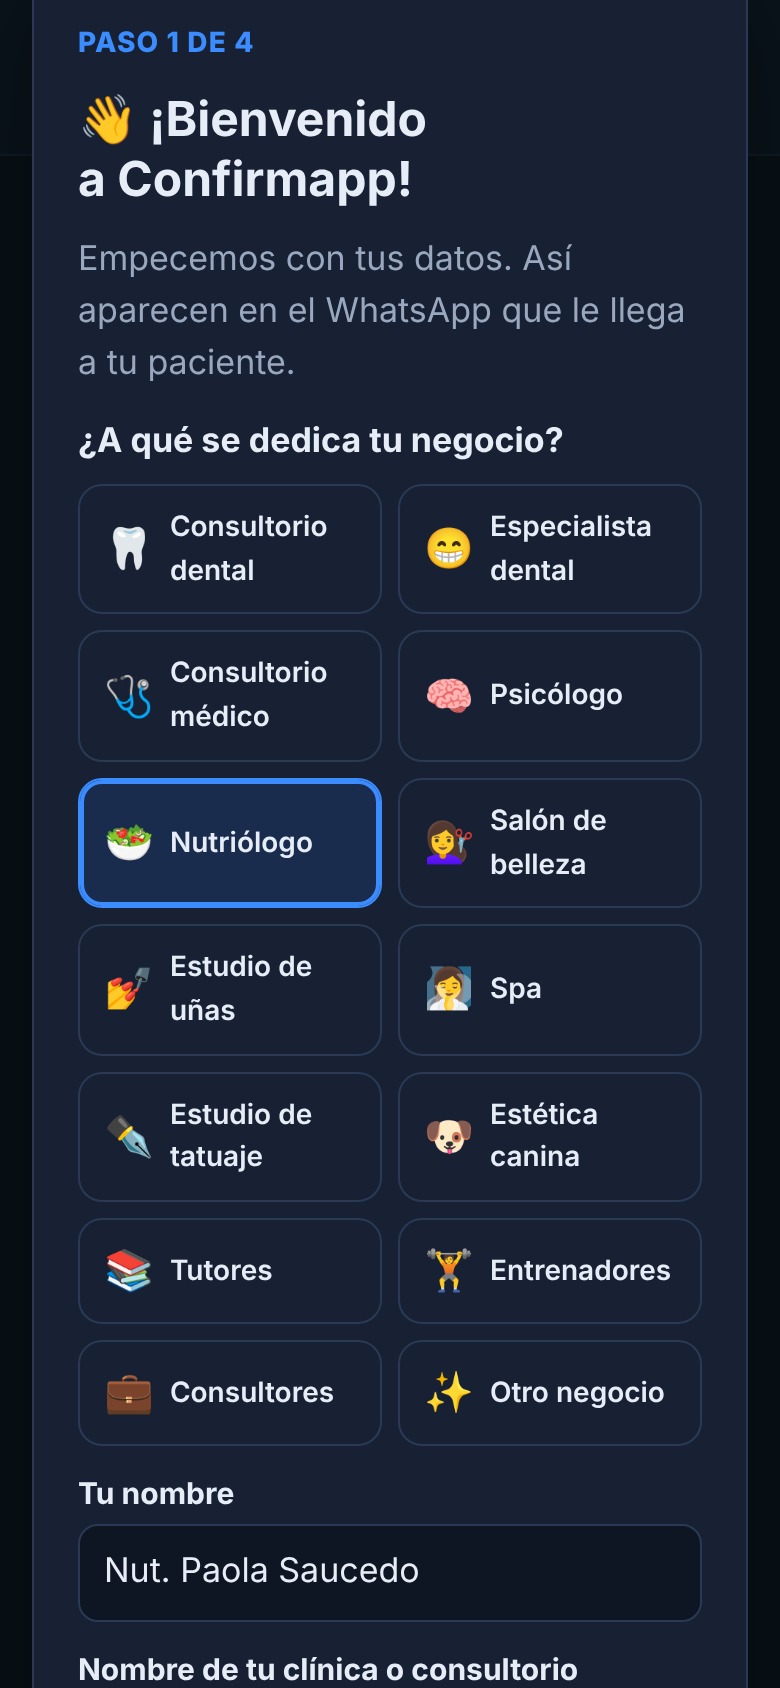 PASO 1 DE 4
👋 ¡Bienvenido
a Confirmapp!
Empecemos con tus datos. Así
aparecen en el WhatsApp que le llega
a tu paciente.
¿A qué se dedica tu negocio?
Consultorio
dental
Especialista
dental
Consultorio
médico
Psicólogo
Nutriólogo
Salón de
belleza
Estudio de
uñas
Spa
Estudio de
tatuaje
Estética
canina
Tutores
Entrenadores
Consultores
Otro negocio
Tu nombre
Nut. Paola Saucedo
Nombre de tu clínica o consultorio